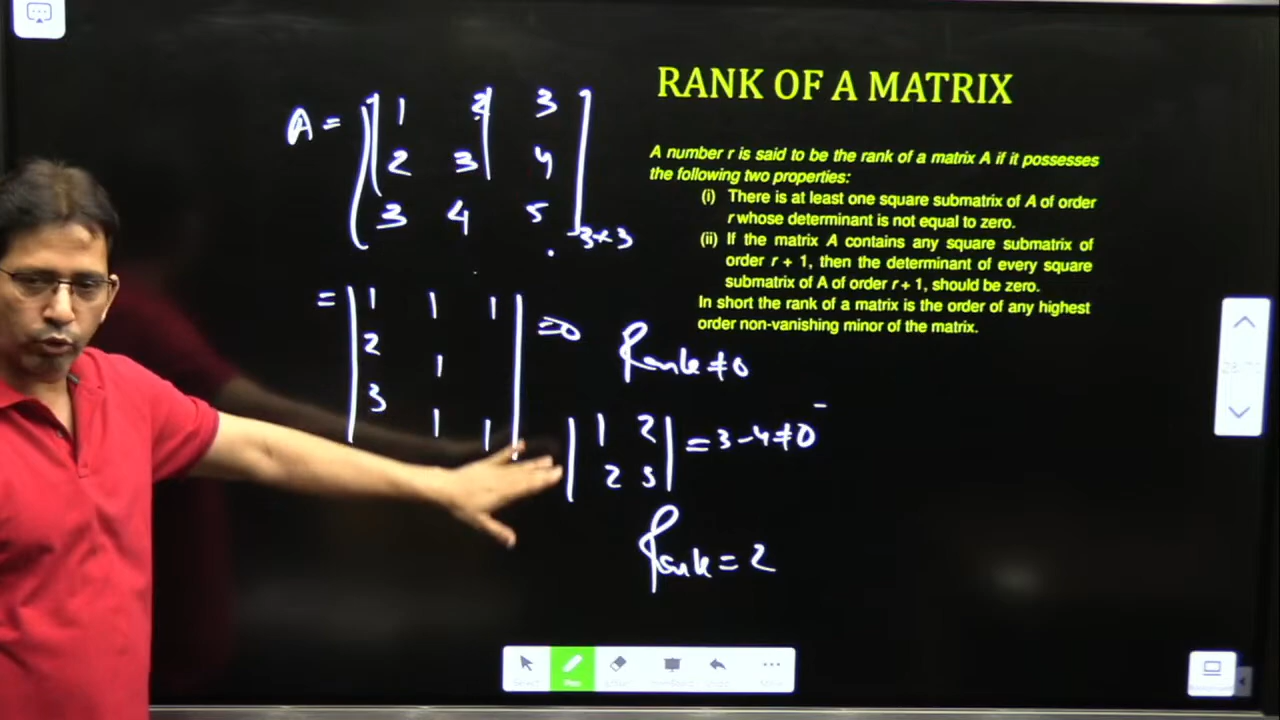 RANK OF A MATRIX
A number r is said to be the rank of a matrix A if it possesses
the following two properties:
(i) There is at least one square submatrix of A of order
r whose determinant is not equal to zero.
(ii) If the matrix A contains any square submatrix of
order r + 1, then the determinant of every square
submatrix of A of order r + 1, should be zero.
In short the rank of a matrix is the order of any highest
order non-vanishing minor of the matrix.
A = [ 1 2 3
2 3 4
3 4 5 ] 3×3
= | 1 1 1
2 1
3 1 1 | = 0
Rank ≠ 0
| 1 2
2 3 | = 3 - 4 ≠ 0
Rank = 2
Select Pen Undo